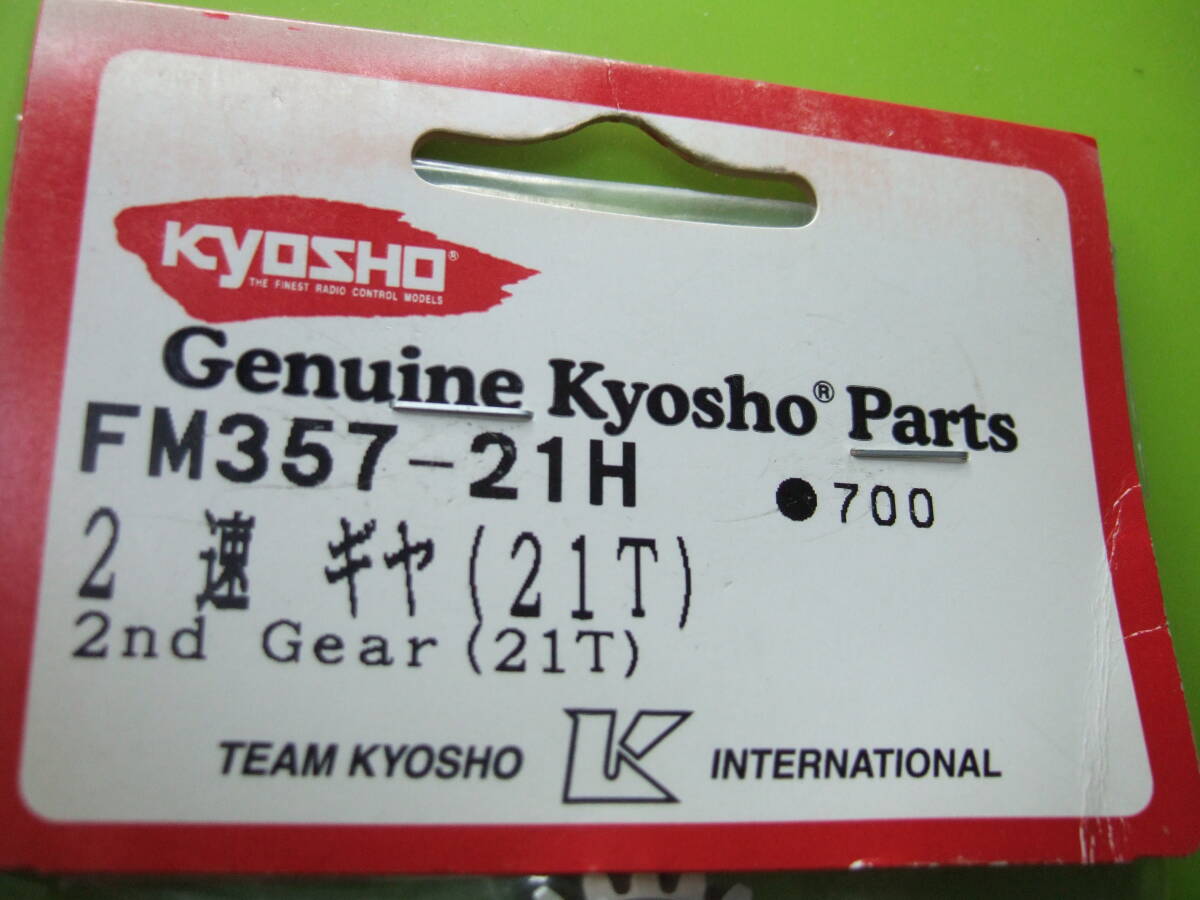 KYOSHO®
THE FINEST RADIO CONTROL MODELS
Genuine Kyosho® Parts
FM357-21H
●700
2 速 ギヤ(21T)
2nd Gear(21T)
TEAM KYOSHO K INTERNATIONAL